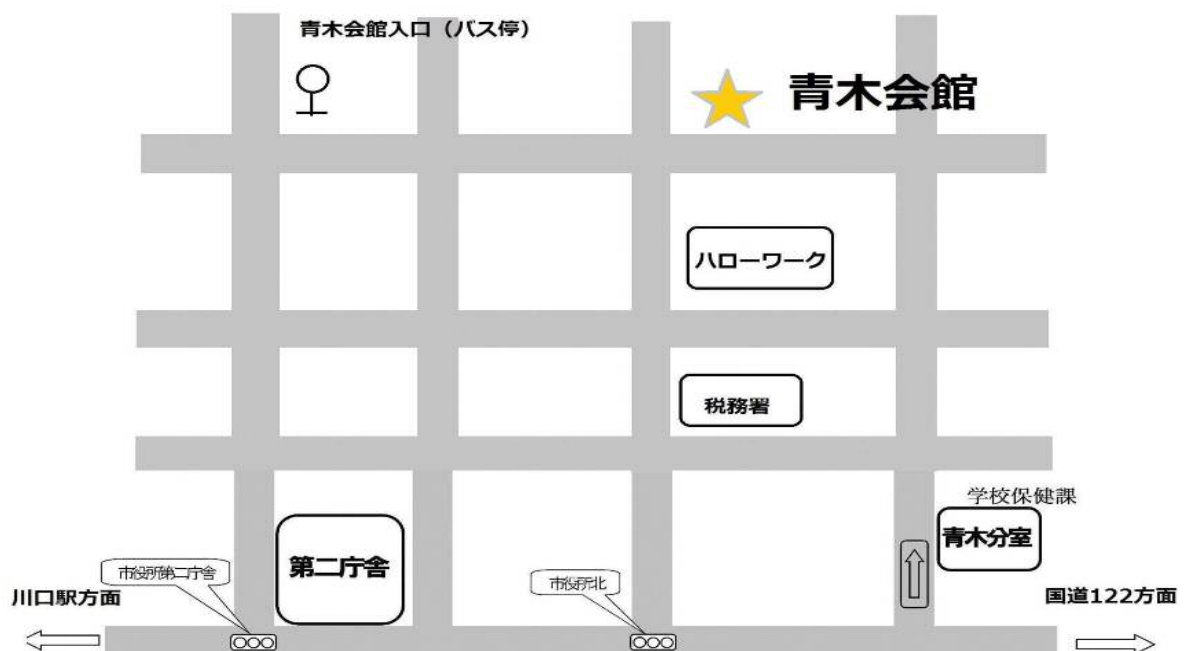 青木会館入口（バス停）
青木会館
ハローワーク
税務署
学校保健課
青木分室
第二庁舎
市役所第二庁舎
市役所北
川口駅方面
国道122方面